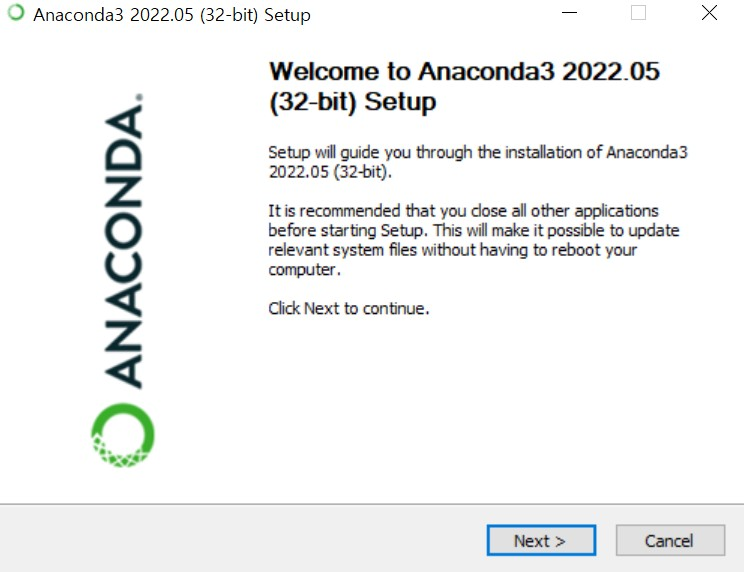 Anaconda3 2022.05 (32-bit) Setup
ANACONDA.
Welcome to Anaconda3 2022.05
(32-bit) Setup
Setup will guide you through the installation of Anaconda3
2022.05 (32-bit).
It is recommended that you close all other applications
before starting Setup. This will make it possible to update
relevant system files without having to reboot your
computer.
Click Next to continue.
Next >
Cancel